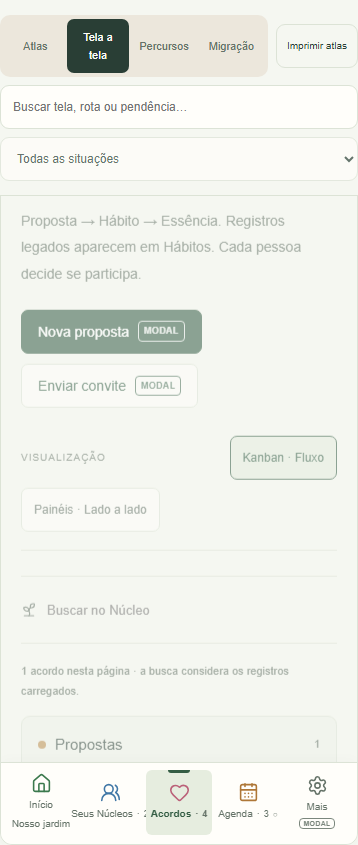 Atlas
Tela a
tela
Percursos
Migração
Imprimir atlas
Buscar tela, rota ou pendência...
Todas as situações
Proposta → Hábito → Essência. Registros
legados aparecem em Hábitos. Cada pessoa
decide se participa.
Nova proposta MODAL
Enviar convite MODAL
VISUALIZAÇÃO
Kanban · Fluxo
Painéis · Lado a lado
Buscar no Núcleo
1 acordo nesta página · a busca considera os registros
carregados.
Propostas 1
Início
Nosso jardim
Seus Núcleos · 2
Acordos · 4
Agenda · 3
Mais
MODAL